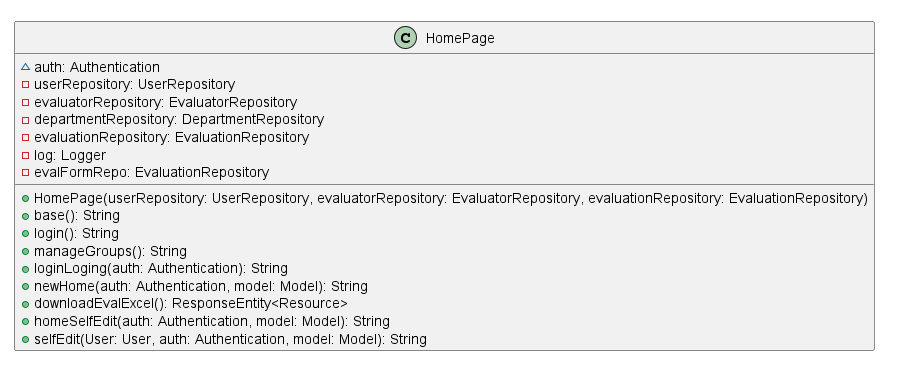 C HomePage
auth: Authentication
userRepository: UserRepository
evaluatorRepository: EvaluatorRepository
departmentRepository: DepartmentRepository
evaluationRepository: EvaluationRepository
log: Logger
evalFormRepo: EvaluationRepository
HomePage(userRepository: UserRepository, evaluatorRepository: EvaluatorRepository, evaluationRepository: EvaluationRepository)
base(): String
login(): String
manageGroups(): String
loginLoging(auth: Authentication): String
newHome(auth: Authentication, model: Model): String
downloadEvalExcel(): ResponseEntity<Resource>
homeSelfEdit(auth: Authentication, model: Model): String
selfEdit(User: User, auth: Authentication, model: Model): String